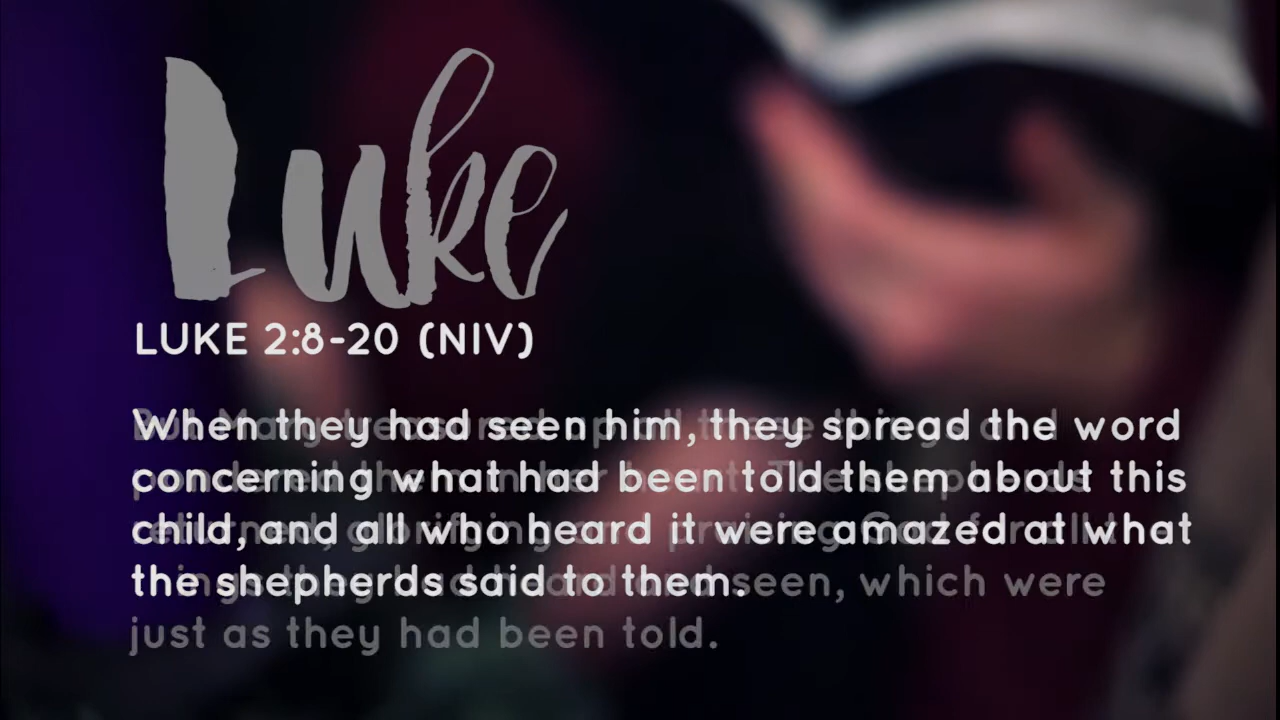 Luke
LUKE 2:8-20 (NIV)
When they had seen him, they spread the word
concerning what had been told them about this
child, and all who heard it were amazed at what
the shepherds said to them.
seen, which were
just as they had been told.